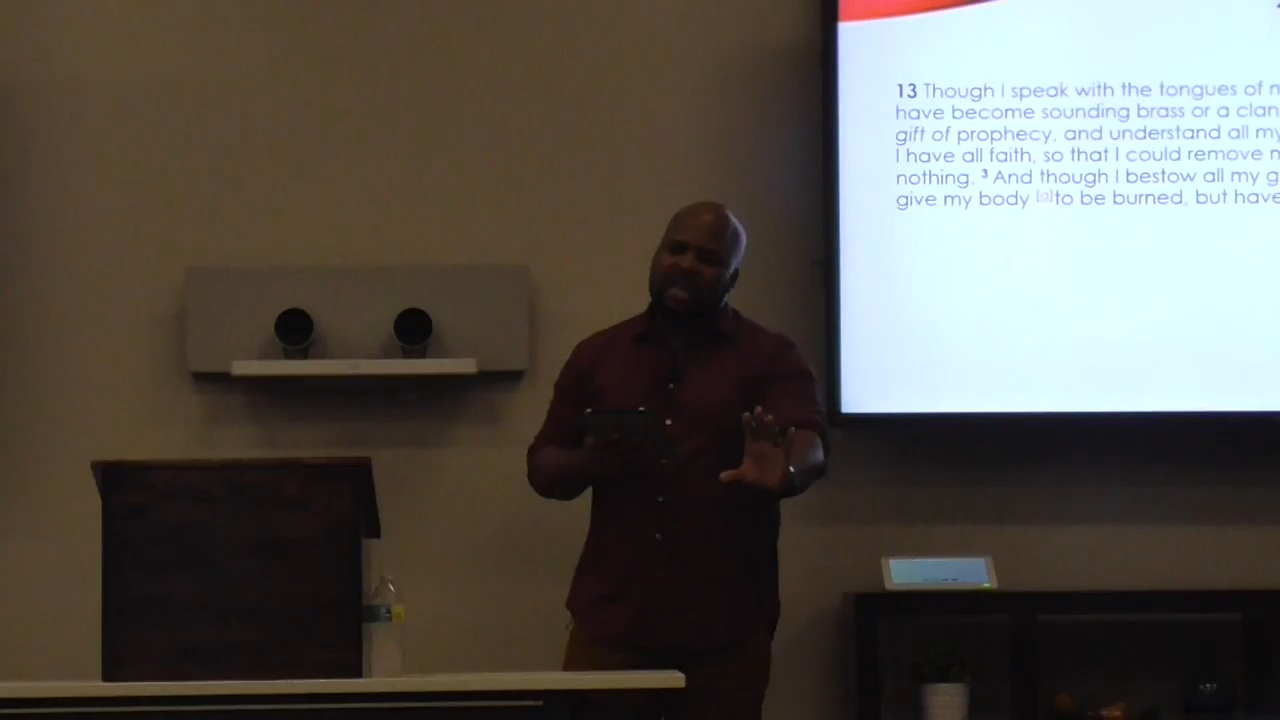 13 Though I speak with the tongues of
have become sounding brass or a clan
gift of prophecy, and understand all my
I have all faith, so that I could remove
nothing. ³ And though I bestow all my g
give my body [a]to be burned, but have